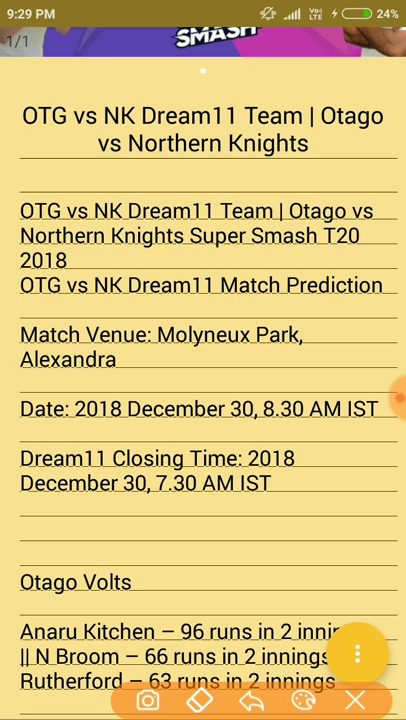 9:29 PM
VoD LTE
24%
1/1
SMASH
OTG vs NK Dream11 Team | Otago
vs Northern Knights
OTG vs NK Dream11 Team | Otago vs
Northern Knights Super Smash T20
2018
OTG vs NK Dream11 Match Prediction
Match Venue: Molyneux Park,
Alexandra
Date: 2018 December 30, 8.30 AM IST
Dream11 Closing Time: 2018
December 30, 7.30 AM IST
Otago Volts
Anaru Kitchen – 96 runs in 2
|| N Broom – 66 runs in 2 innings
Rutherford – 63 runs in 2 innings